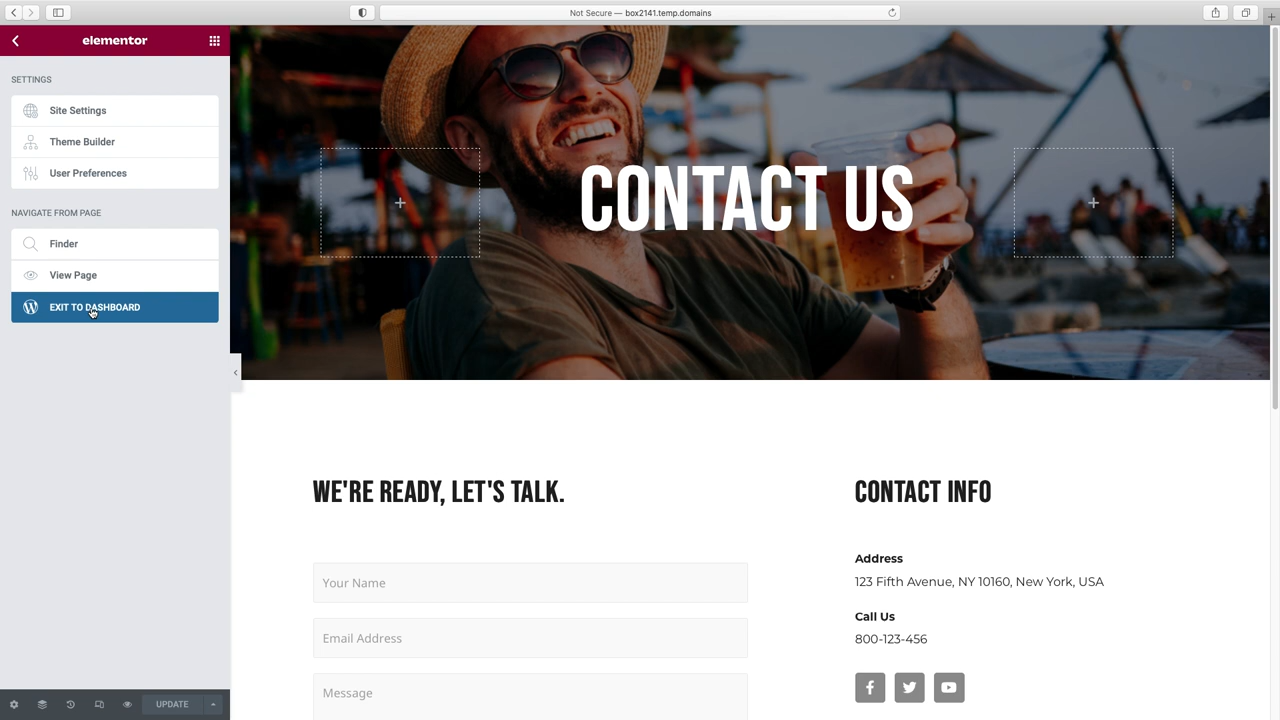 Not Secure — box2141.temp.domains
elementor
SETTINGS
Site Settings
Theme Builder
User Preferences
NAVIGATE FROM PAGE
Finder
View Page
EXIT TO DASHBOARD
UPDATE
CONTACT US
WE'RE READY, LET'S TALK.
Your Name
Email Address
Message
CONTACT INFO
Address
123 Fifth Avenue, NY 10160, New York, USA
Call Us
800-123-456